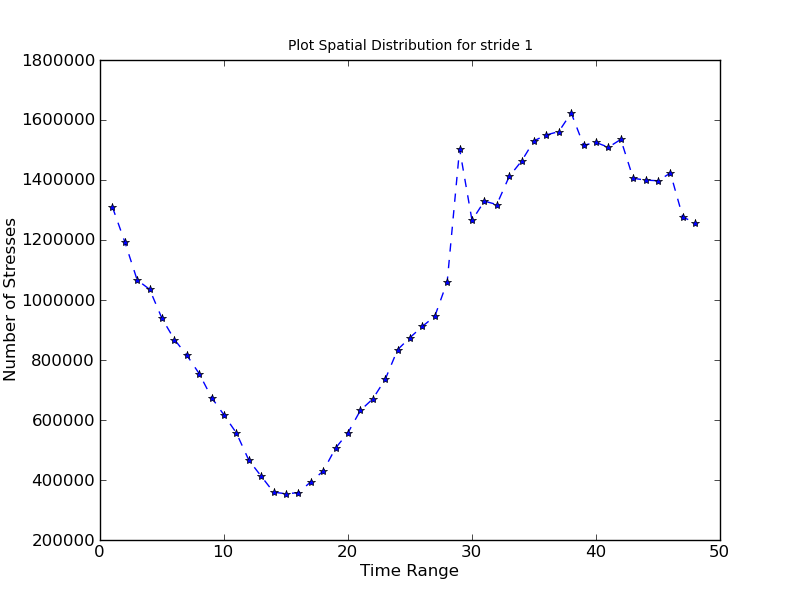 Plot Spatial Distribution for stride 1
1800000
1600000
1400000
1200000
1000000
800000
600000
400000
200000
Number of Stresses
0 10 20 30 40 50
Time Range